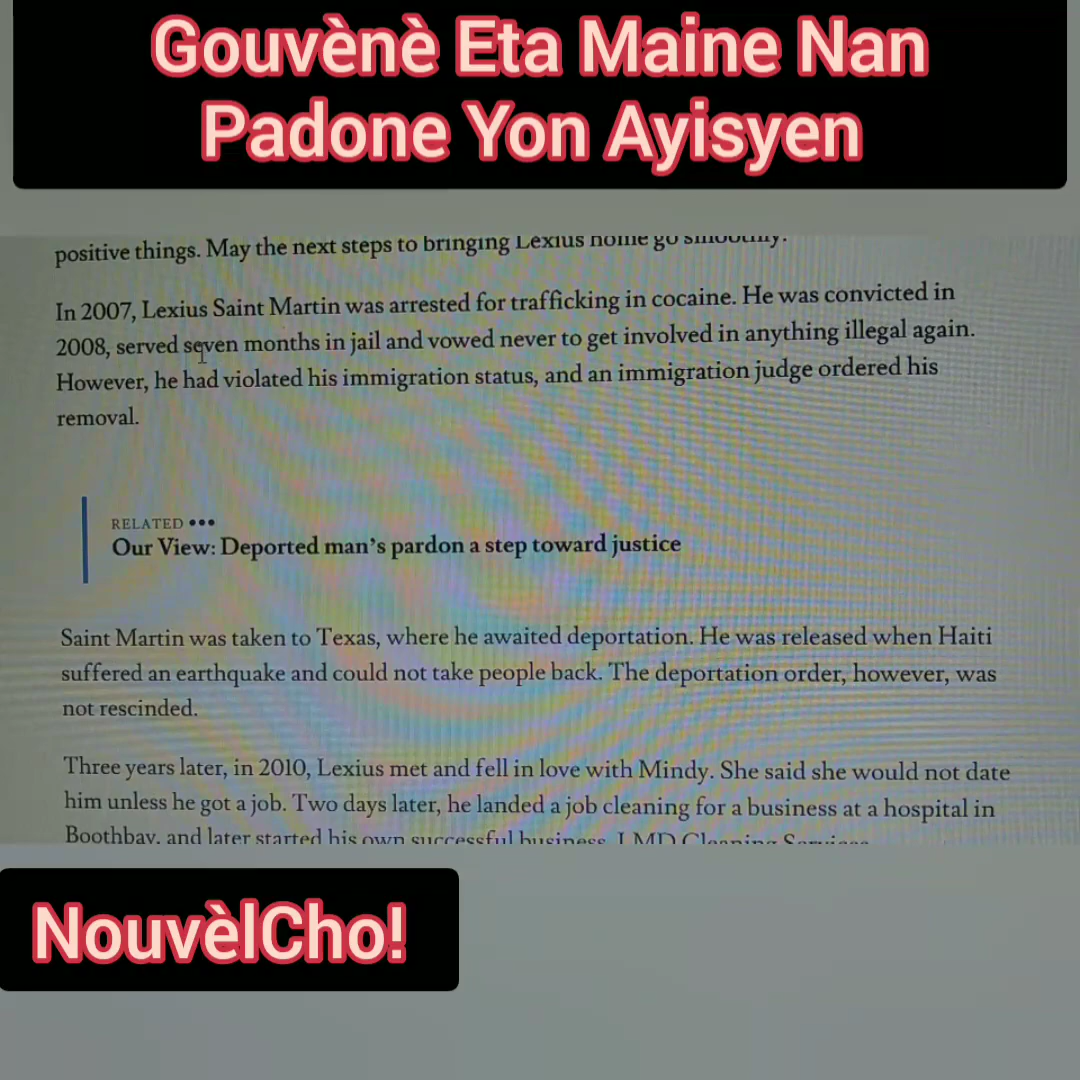 Gouvènè Eta Maine Nan
Padone Yon Ayisyen
positive things. May the next steps to bringing Lexius home go smoothly.
In 2007, Lexius Saint Martin was arrested for trafficking in cocaine. He was convicted in
2008, served seven months in jail and vowed never to get involved in anything illegal again.
However, he had violated his immigration status, and an immigration judge ordered his
removal.
RELATED •••
Our View: Deported man's pardon a step toward justice
Saint Martin was taken to Texas, where he awaited deportation. He was released when Haiti
suffered an earthquake and could not take people back. The deportation order, however, was
not rescinded.
Three years later, in 2010, Lexius met and fell in love with Mindy. She said she would not date
him unless he got a job. Two days later, he landed a job cleaning for a business at a hospital in
Boothbay, and later started his own successful business, LMD Cleaning Services
NouvèlCho!